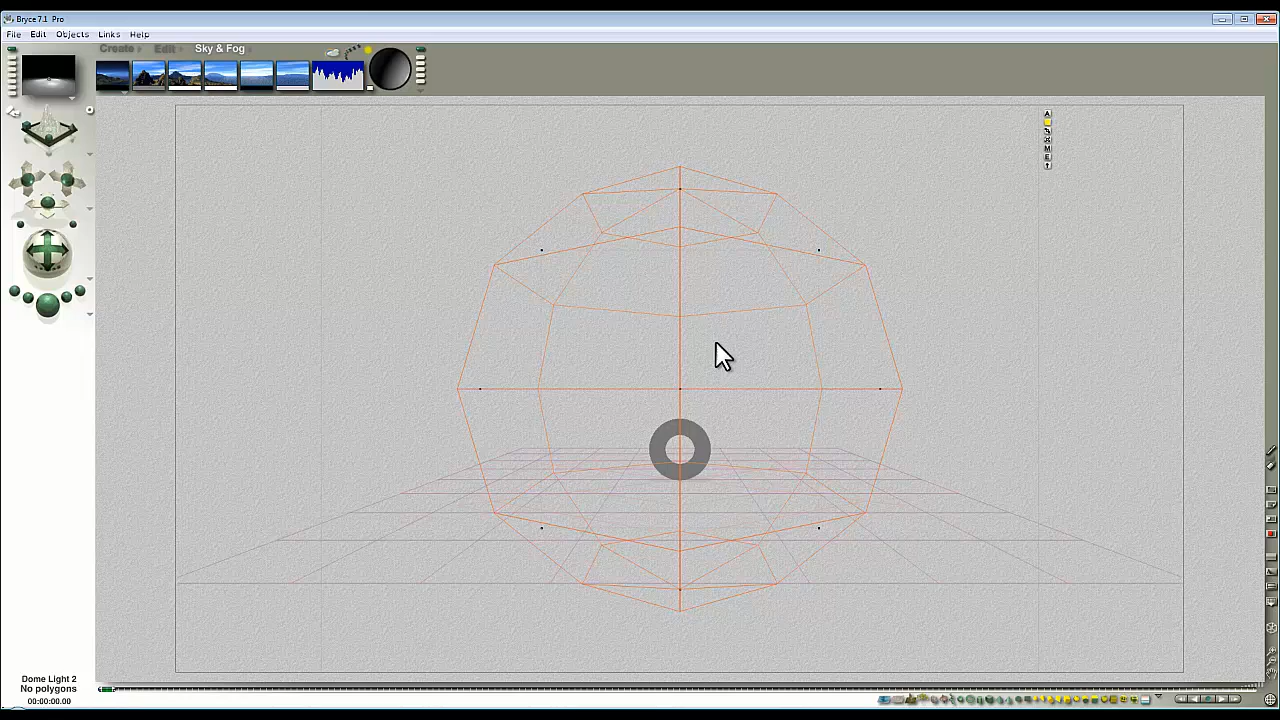 Bryce 7.1 Pro
File Edit Objects Links Help
Create Edit Sky & Fog
A
M
E
Dome Light 2
No polygons
00:00:00.00